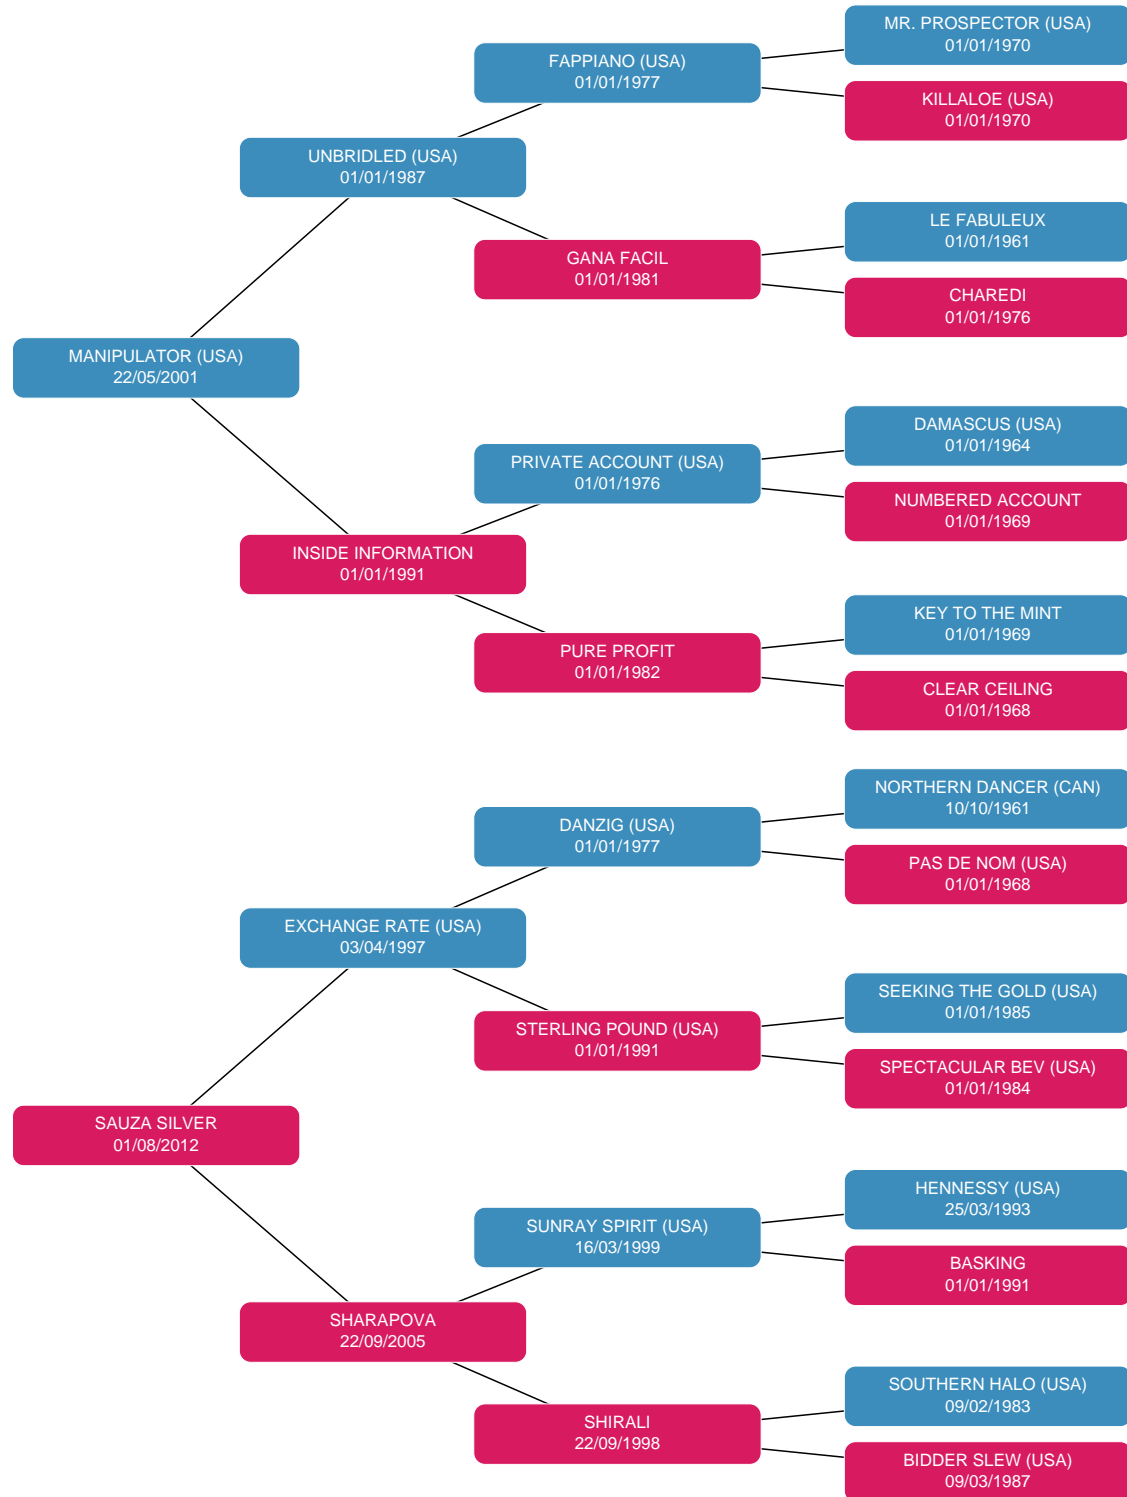 MR. PROSPECTOR (USA)
01/01/1970
FAPPIANO (USA)
01/01/1977
KILLALOE (USA)
01/01/1970
UNBRIDLED (USA)
01/01/1987
LE FABULEUX
01/01/1961
GANA FACIL
01/01/1981
CHAREDI
01/01/1976
MANIPULATOR (USA)
22/05/2001
DAMASCUS (USA)
01/01/1964
PRIVATE ACCOUNT (USA)
01/01/1976
NUMBERED ACCOUNT
01/01/1969
INSIDE INFORMATION
01/01/1991
KEY TO THE MINT
01/01/1969
PURE PROFIT
01/01/1982
CLEAR CEILING
01/01/1968
NORTHERN DANCER (CAN)
10/10/1961
DANZIG (USA)
01/01/1977
PAS DE NOM (USA)
01/01/1968
EXCHANGE RATE (USA)
03/04/1997
SEEKING THE GOLD (USA)
01/01/1985
STERLING POUND (USA)
01/01/1991
SPECTACULAR BEV (USA)
01/01/1984
SAUZA SILVER
01/08/2012
HENNESSY (USA)
25/03/1993
SUNRAY SPIRIT (USA)
16/03/1999
BASKING
01/01/1991
SHARAPOVA
22/09/2005
SOUTHERN HALO (USA)
09/02/1983
SHIRALI
22/09/1998
BIDDER SLEW (USA)
09/03/1987